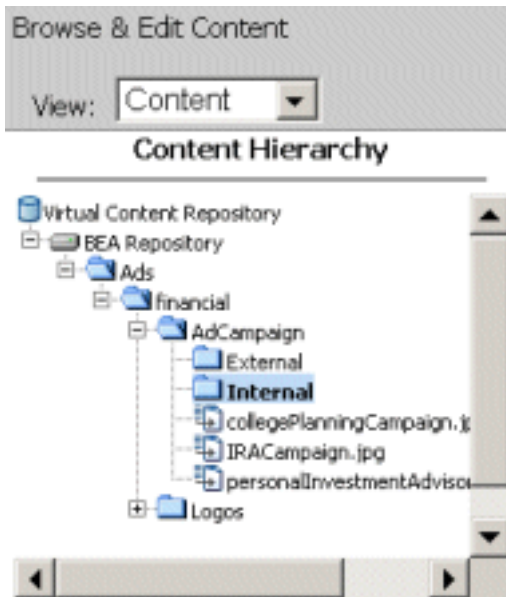 Browse & Edit Content
View: Content
Content Hierarchy
Virtual Content Repository
BEA Repository
Ads
financial
AdCampaign
External
Internal
collegePlanningCampaign.j
IRACampaign.jpg
personalInvestmentAdviso
Logos